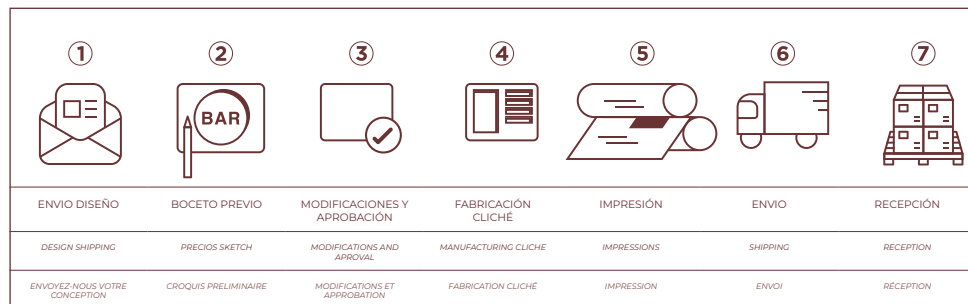 1 2 3 4 5 6 7
BAR
ENVIO DISEÑO BOCETO PREVIO MODIFICACIONES Y FABRICACIÓN IMPRESIÓN ENVIO RECEPCIÓN
APROBACIÓN CLICHÉ
DESIGN SHIPPING PRECIOS SKETCH MODIFICATIONS AND MANUFACTURING CLICHE IMPRESSIONS SHIPPING RECEPTION
APROVAL
ENVOYEZ-NOUS VOTRE CROQUIS PRELIMINAIRE MODIFICATIONS ET FABRICATION CLICHÉ IMPRESSION ENVOI RÉCEPTION
CONCEPTION APPROBATION